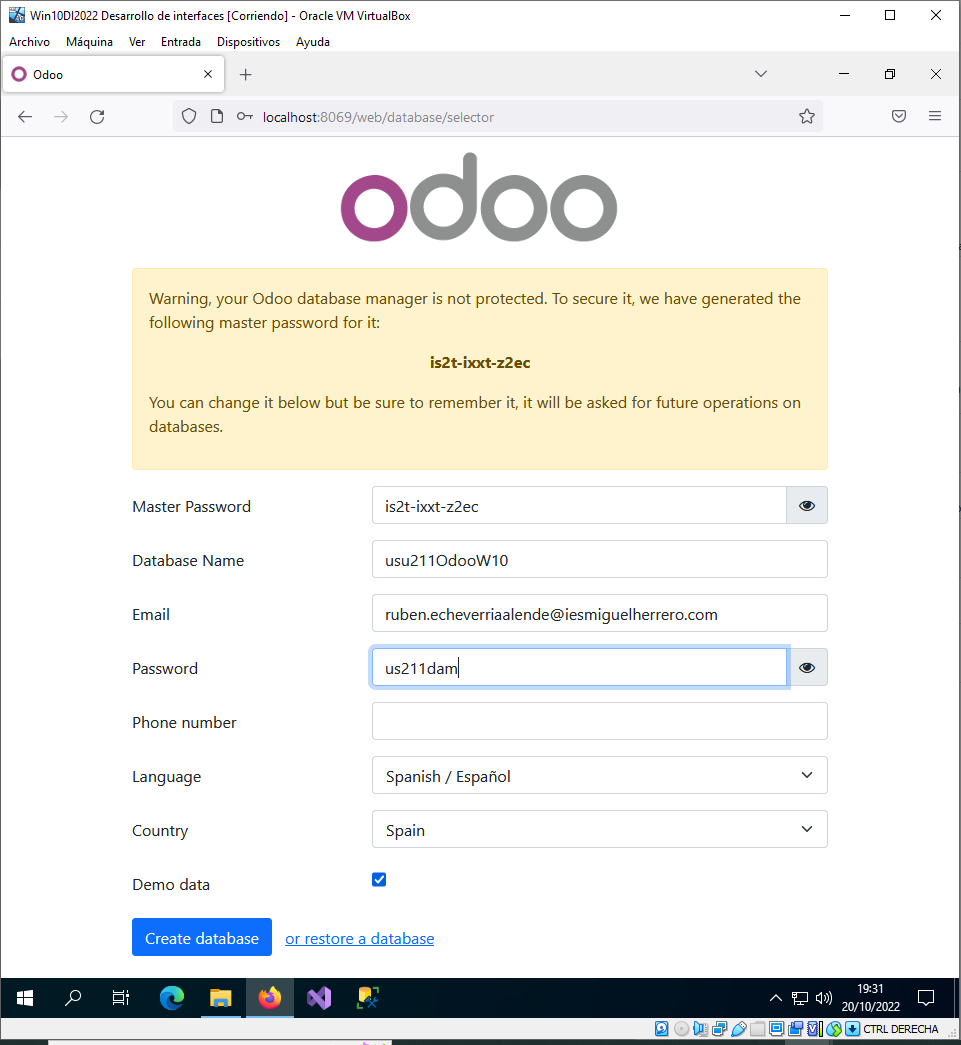 Win10DI2022 Desarrollo de interfaces [Corriendo] - Oracle VM VirtualBox
Archivo Máquina Ver Entrada Dispositivos Ayuda
Odoo
localhost:8069/web/database/selector
odoo
Warning, your Odoo database manager is not protected. To secure it, we have generated the
following master password for it:
is2t-ixxt-z2ec
You can change it below but be sure to remember it, it will be asked for future operations on
databases.
Master Password is2t-ixxt-z2ec
Database Name usu211OdooW10
Email ruben.echeverriaalende@iesmiguelherrero.com
Password us211dam
Phone number
Language Spanish / Español
Country Spain
Demo data
Create database or restore a database
19:31
20/10/2022
CTRL DERECHA